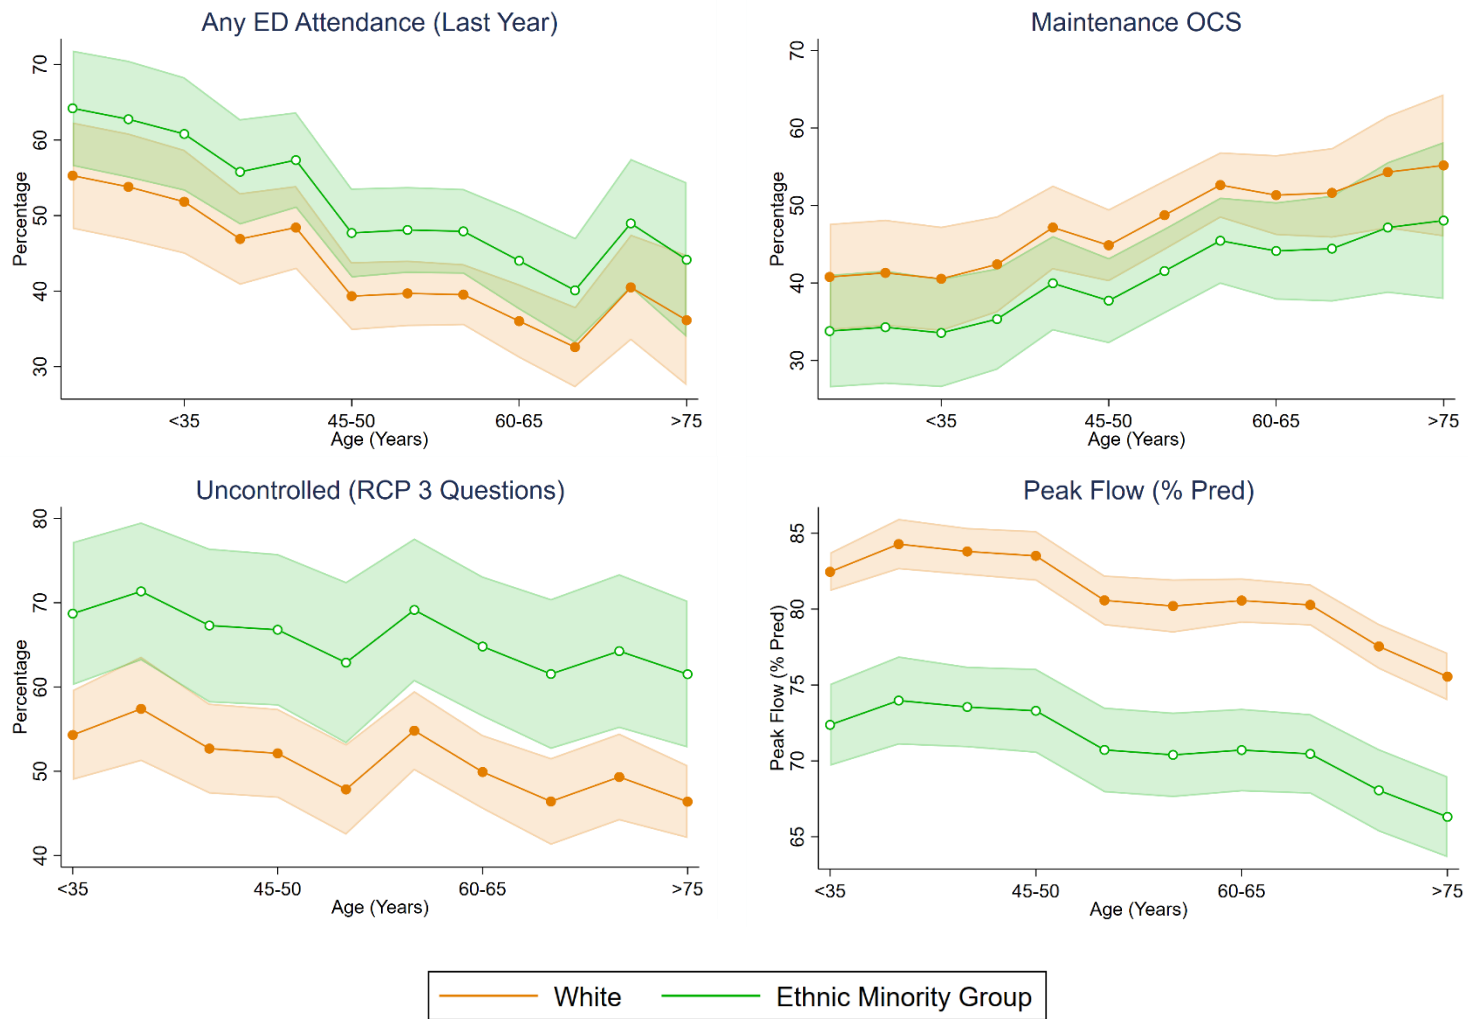 Any ED Attendance (Last Year)
Percentage
70
60
50
40
30
<35
45-50
60-65
>75
Age (Years)
Maintenance OCS
Percentage
70
60
50
40
30
<35
45-50
60-65
>75
Age (Years)
Uncontrolled (RCP 3 Questions)
Percentage
80
70
60
50
40
<35
45-50
60-65
>75
Age (Years)
Peak Flow (% Pred)
Peak Flow (% Pred)
85
80
75
70
65
<35
45-50
60-65
>75
Age (Years)
White
Ethnic Minority Group